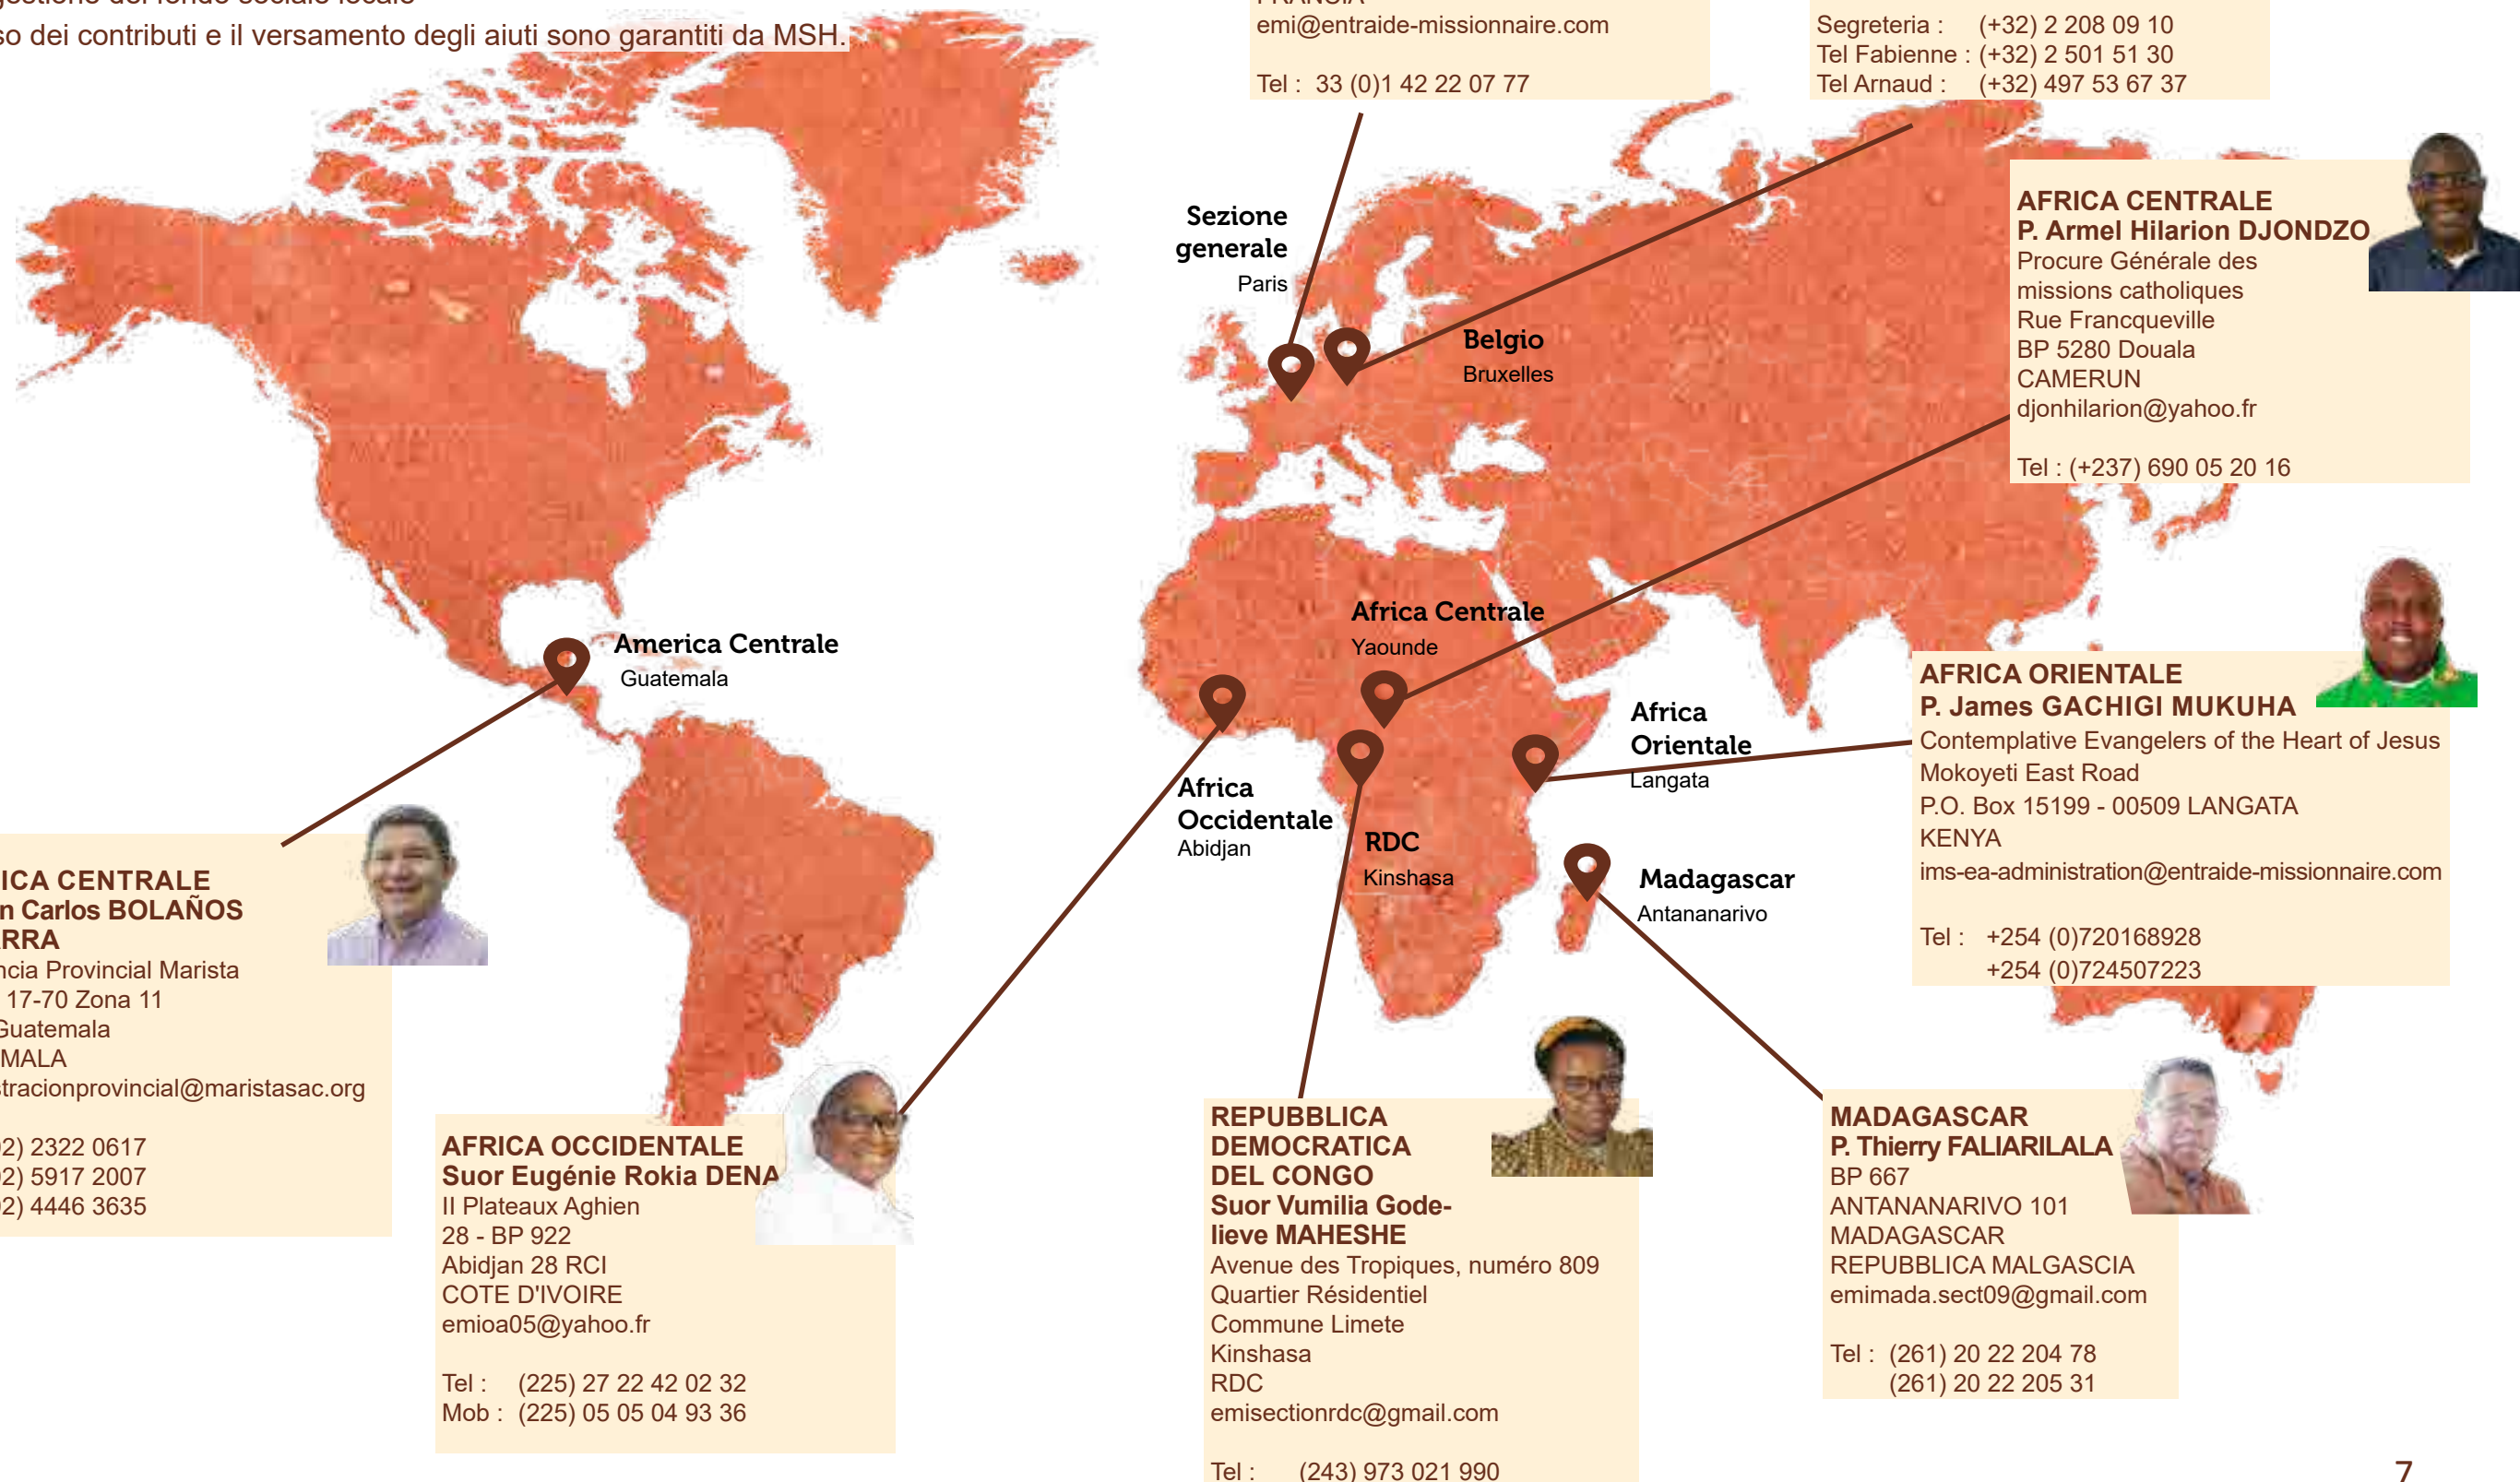 gestione del fondo sociale locale
so dei contributi e il versamento degli aiuti sono garantiti da MSH.
FRANCIA
emi@entraide-missionnaire.com
Tel : 33 (0)1 42 22 07 77
Segreteria : (+32) 2 208 09 10
Tel Fabienne : (+32) 2 501 51 30
Tel Arnaud : (+32) 497 53 67 37
Sezione
generale
Paris
Belgio
Bruxelles
AFRICA CENTRALE
P. Armel Hilarion DJONDZO
Procure Générale des
missions catholiques
Rue Francqueville
BP 5280 Douala
CAMERUN
djonhilarion@yahoo.fr
Tel : (+237) 690 05 20 16
America Centrale
Guatemala
Africa Centrale
Yaounde
Africa
Occidentale
Abidjan
RDC
Kinshasa
Africa
Orientale
Langata
Madagascar
Antananarivo
AFRICA ORIENTALE
P. James GACHIGI MUKUHA
Contemplative Evangelers of the Heart of Jesus
Mokoyeti East Road
P.O. Box 15199 - 00509 LANGATA
KENYA
ims-ea-administration@entraide-missionnaire.com
Tel : +254 (0)720168928
+254 (0)724507223
ICA CENTRALE
n Carlos BOLAÑOS
ARRA
ncia Provincial Marista
17-70 Zona 11
Guatemala
MALA
stracionprovincial@maristasac.org
2) 2322 0617
2) 5917 2007
2) 4446 3635
AFRICA OCCIDENTALE
Suor Eugénie Rokia DENA
II Plateaux Aghien
28 - BP 922
Abidjan 28 RCI
COTE D'IVOIRE
emioa05@yahoo.fr
Tel : (225) 27 22 42 02 32
Mob : (225) 05 05 04 93 36
REPUBBLICA
DEMOCRATICA
DEL CONGO
Suor Vumilia Gode-
lieve MAHESHE
Avenue des Tropiques, numéro 809
Quartier Résidentiel
Commune Limete
Kinshasa
RDC
emisectionrdc@gmail.com
Tel : (243) 973 021 990
MADAGASCAR
P. Thierry FALIARILALA
BP 667
ANTANANARIVO 101
MADAGASCAR
REPUBBLICA MALGASCIA
emimada.sect09@gmail.com
Tel : (261) 20 22 204 78
(261) 20 22 205 31
7